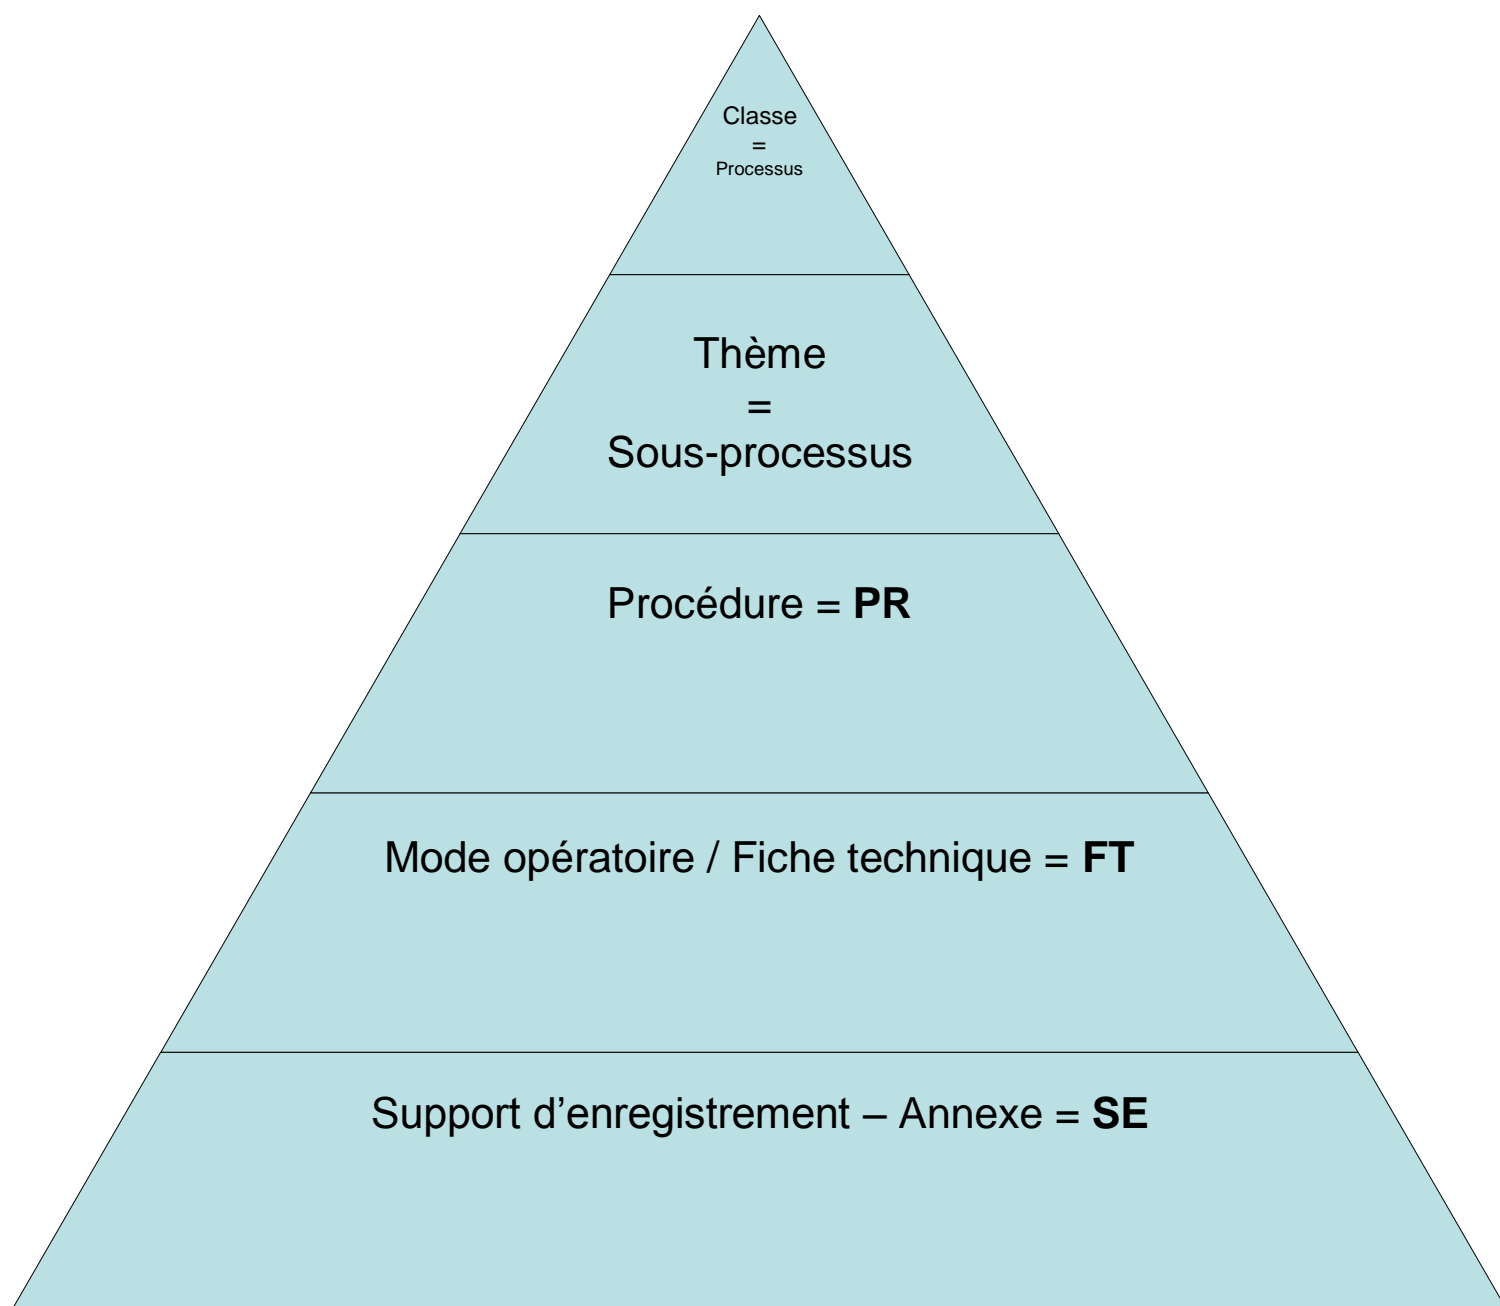 Classe
=
Processus
Thème
=
Sous-processus
Procédure = PR
Mode opératoire / Fiche technique = FT
Support d’enregistrement – Annexe = SE